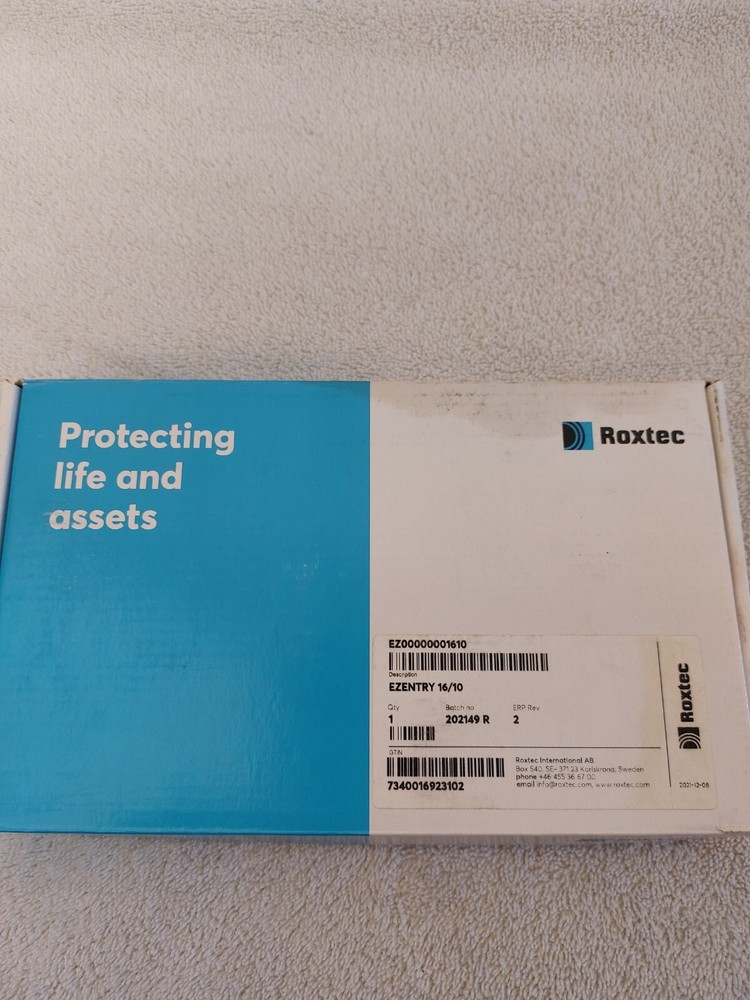 Protecting
life and
assets
Roxtec
EZ00000001610
Description
EZENTRY 16/10
Qty Batch no ERP Rev
1 202149 R 2
GTIN
7340016923102
Roxtec International AB
Box 540, SE-371 23 Karlskrona, Sweden
phone +46 455 36 67 00
email info@roxtec.com, www.roxtec.com
Roxtec
2021-12-08